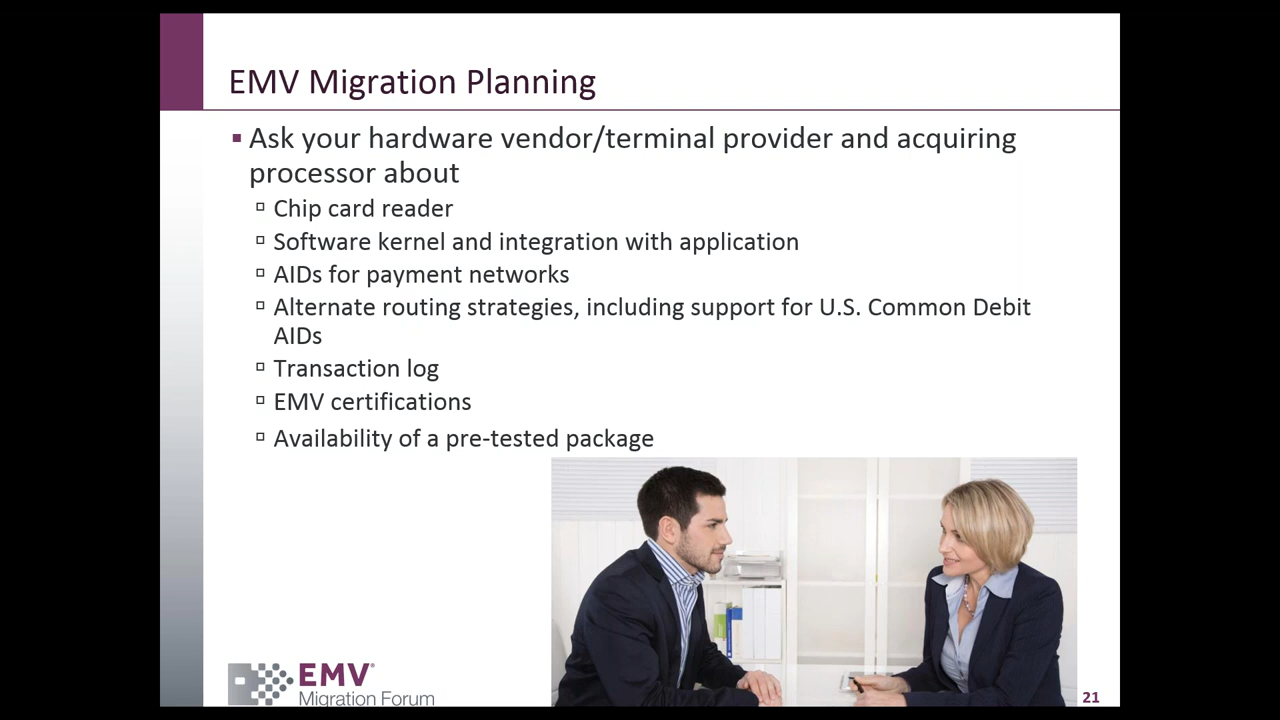 EMV Migration Planning
Ask your hardware vendor/terminal provider and acquiring
processor about
Chip card reader
Software kernel and integration with application
AIDs for payment networks
Alternate routing strategies, including support for U.S. Common Debit
AIDs
Transaction log
EMV certifications
Availability of a pre-tested package
EMV®
Migration Forum
21